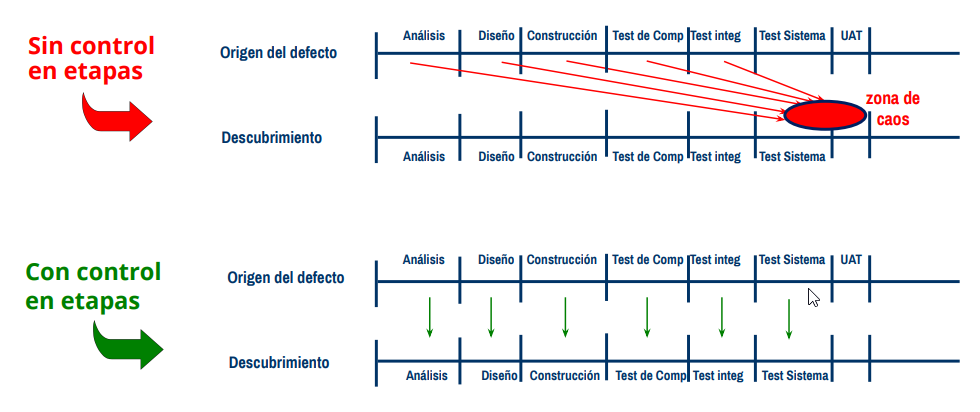 Sin control
en etapas
Origen del defecto
Análisis Diseño Construcción Test de Comp Test integ Test Sistema UAT
zona de
caos
Descubrimiento
Análisis Diseño Construcción Test de Comp Test integ Test Sistema
Con control
en etapas
Origen del defecto
Análisis Diseño Construcción Test de Comp Test integ Test Sistema UAT
Descubrimiento
Análisis Diseño Construcción Test de Comp Test integ Test Sistema